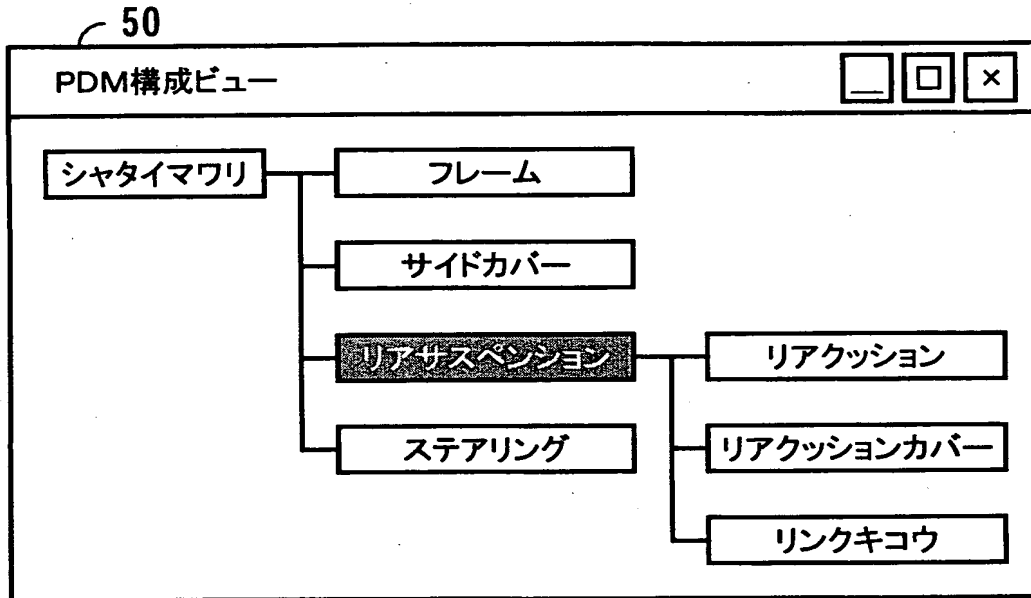 50
PDM構成ビュー
シャタイマワリ
フレーム
サイドカバー
リアサスペンション
リアクッション
ステアリング
リアクッションカバー
リンクキコウ